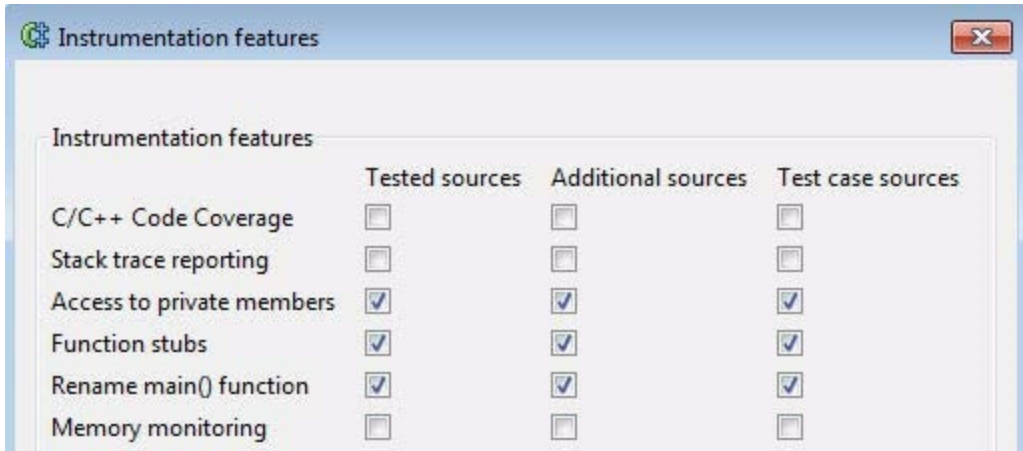 Instrumentation features
Instrumentation features
Tested sources Additional sources Test case sources
C/C++ Code Coverage
Stack trace reporting
Access to private members
Function stubs
Rename main() function
Memory monitoring